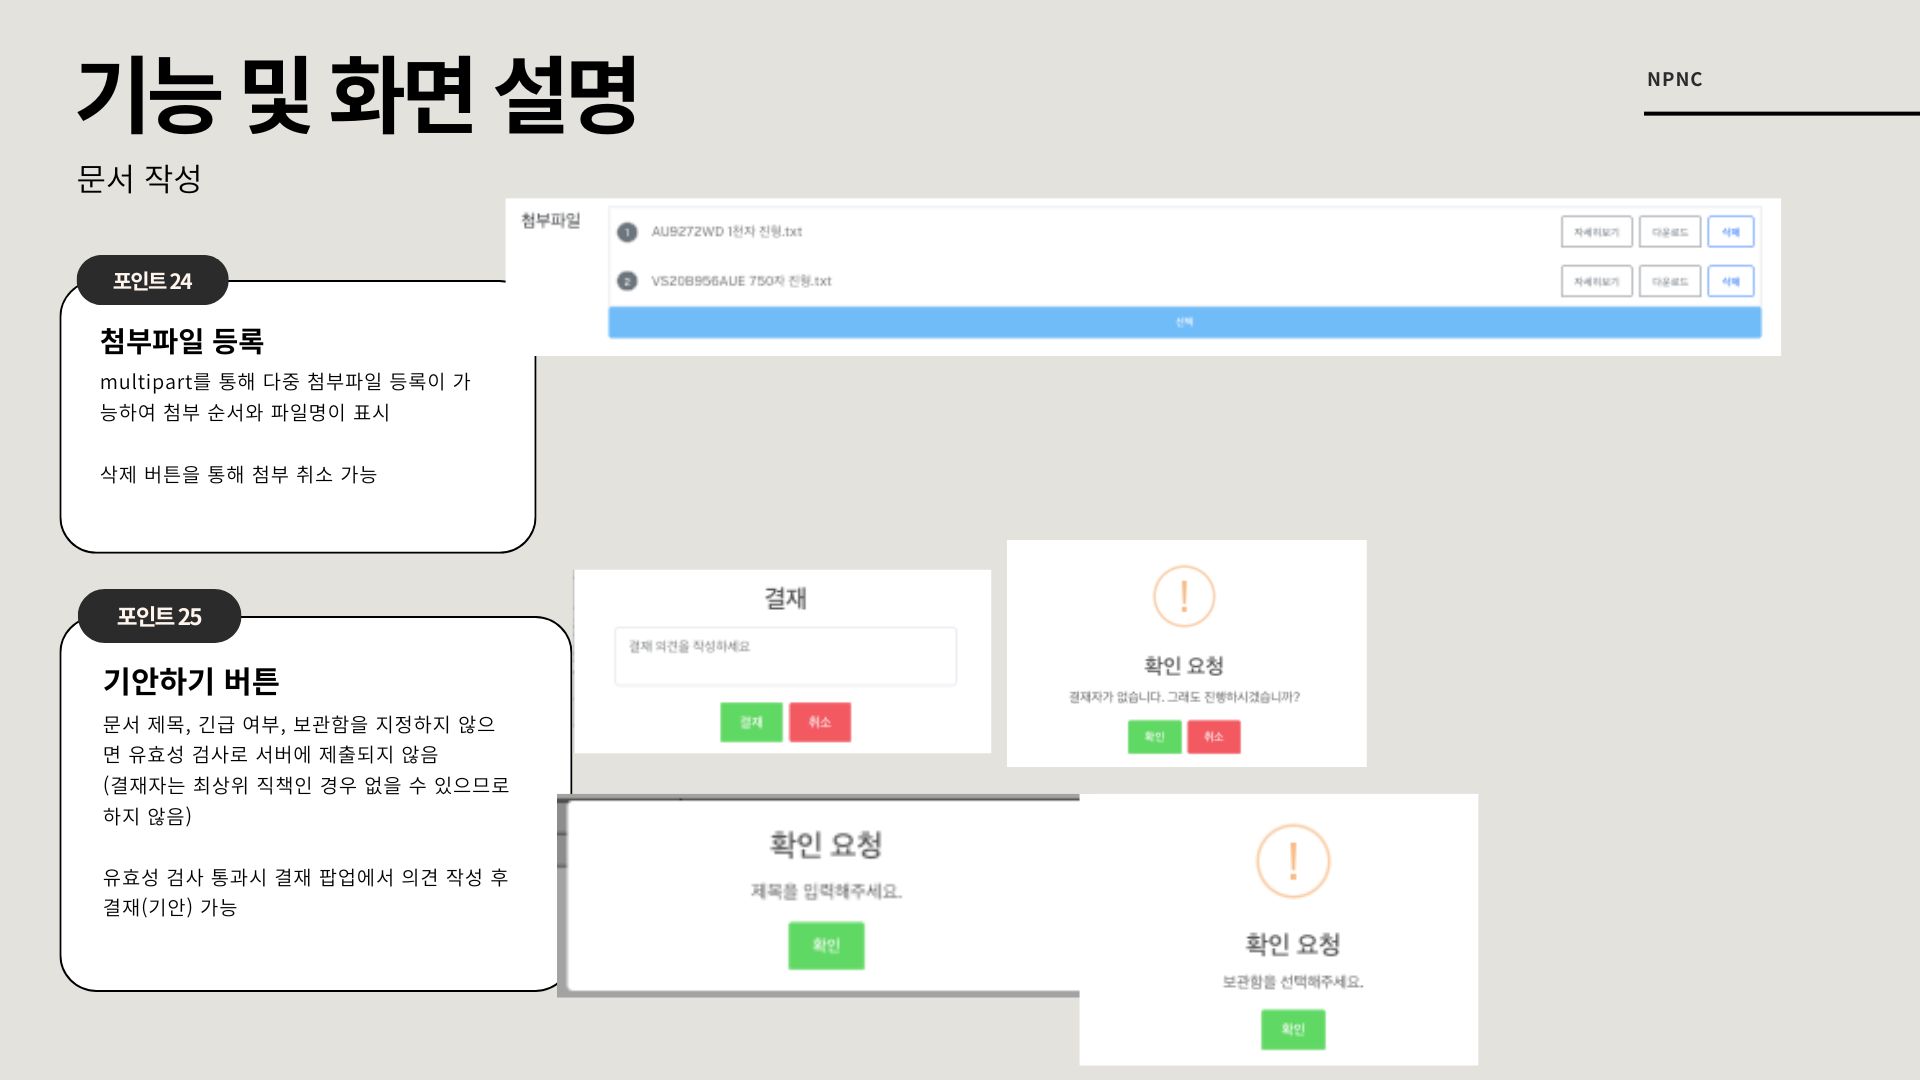 기능 및 화면 설명
NPNC
문서 작성
포인트 24
첨부파일 등록
multipart를 통해 다중 첨부파일 등록이 가
능하여 첨부 순서와 파일명이 표시
삭제 버튼을 통해 첨부 취소 가능
첨부파일
1 AU9272WD 1천자 진형.txt 자세히보기 다운로드 삭제
2 VS20B956AUE 750자 진형.txt 자세히보기 다운로드 삭제
선택
포인트 25
기안하기 버튼
문서 제목, 긴급 여부, 보관함을 지정하지 않으
면 유효성 검사로 서버에 제출되지 않음
(결재자는 최상위 직책인 경우 없을 수 있으므로
하지 않음)
유효성 검사 통과시 결재 팝업에서 의견 작성 후
결재(기안) 가능
결재
결재 의견을 작성하세요
결재 취소
!
확인 요청
결재자가 없습니다. 그래도 진행하시겠습니까?
확인 취소
확인 요청
제목을 입력해주세요.
확인
!
확인 요청
보관함을 선택해주세요.
확인